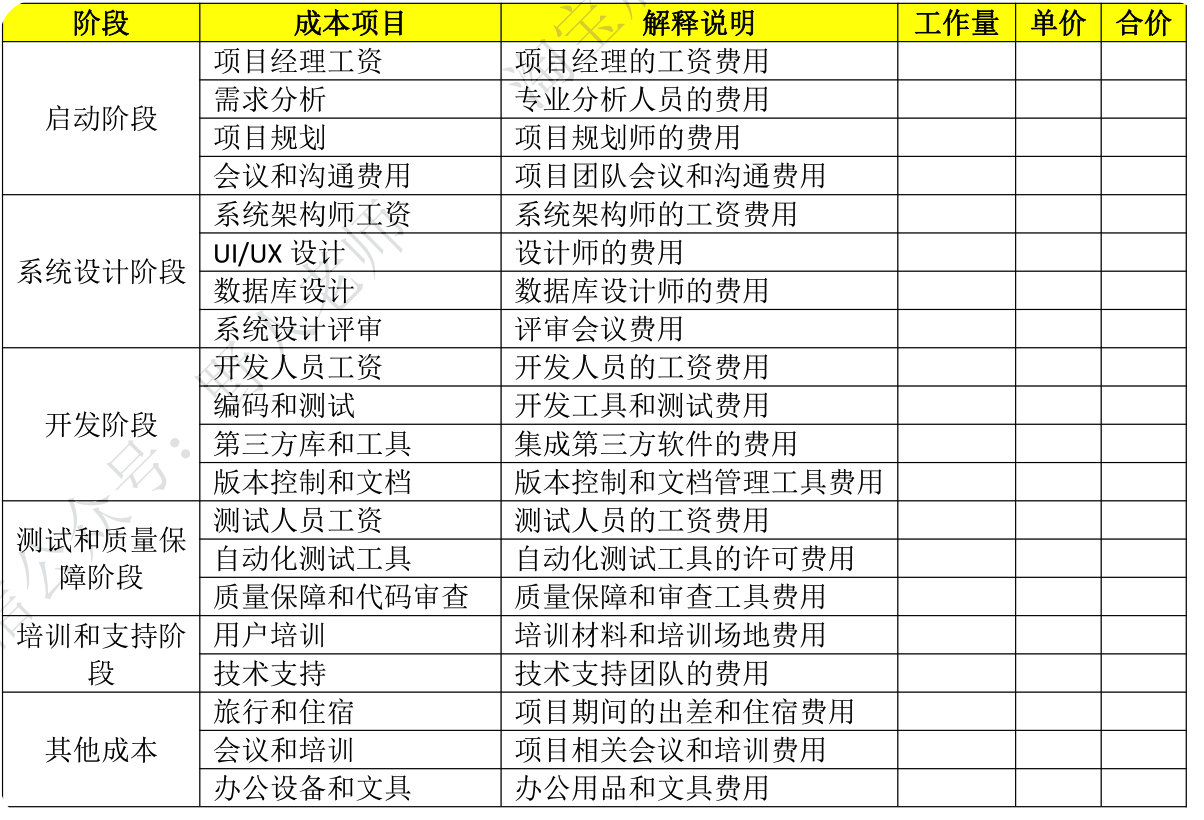 阶段 成本项目 解释说明 工作量 单价 合价
启动阶段 项目经理工资 项目经理的工资费用
需求分析 专业分析人员的费用
项目规划 项目规划师的费用
会议和沟通费用 项目团队会议和沟通费用
系统设计阶段 系统架构师工资 系统架构师的工资费用
UI/UX 设计 设计师的费用
数据库设计 数据库设计师的费用
系统设计评审 评审会议费用
开发阶段 开发人员工资 开发人员的工资费用
编码和测试 开发工具和测试费用
第三方库和工具 集成第三方软件的费用
版本控制和文档 版本控制和文档管理工具费用
测试和质量保
障阶段 测试人员工资 测试人员的工资费用
自动化测试工具 自动化测试工具的许可费用
质量保障和代码审查 质量保障和审查工具费用
培训和支持阶
段 用户培训 培训材料和培训场地费用
技术支持 技术支持团队的费用
其他成本 旅行和住宿 项目期间的出差和住宿费用
会议和培训 项目相关会议和培训费用
办公设备和文具 办公用品和文具费用
信公众号：野人老师
淘宝